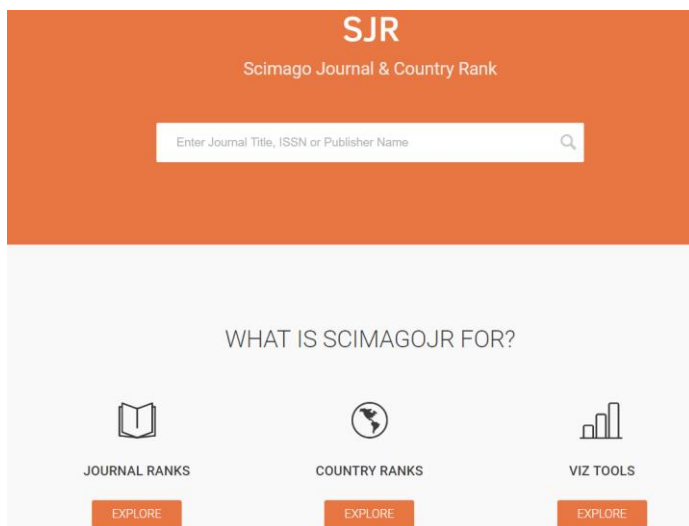 SJR
Scimago Journal & Country Rank
Enter Journal Title, ISSN or Publisher Name
WHAT IS SCIMAGOJR FOR?
JOURNAL RANKS
COUNTRY RANKS
VIZ TOOLS
EXPLORE
EXPLORE
EXPLORE